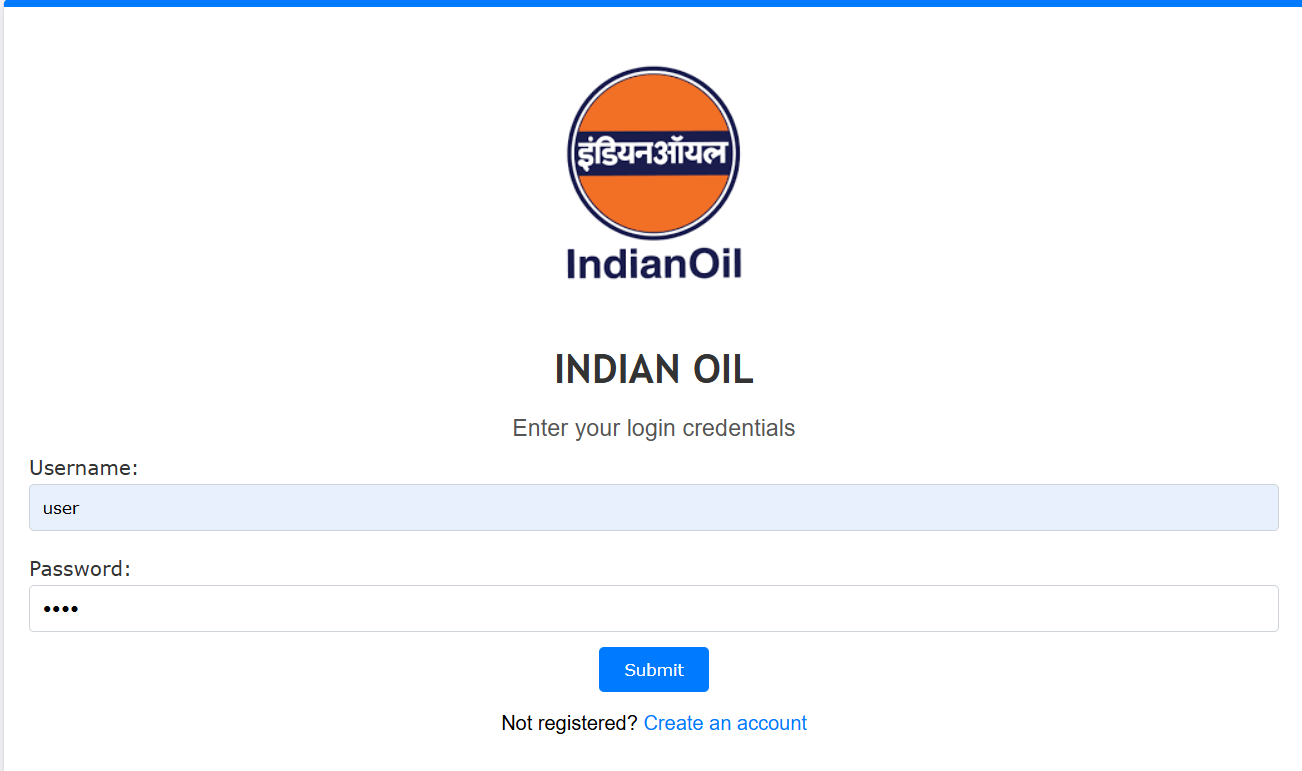 इंडियनऑयल
IndianOil
INDIAN OIL
Enter your login credentials
Username:
user
Password:
••••
Submit
Not registered? Create an account